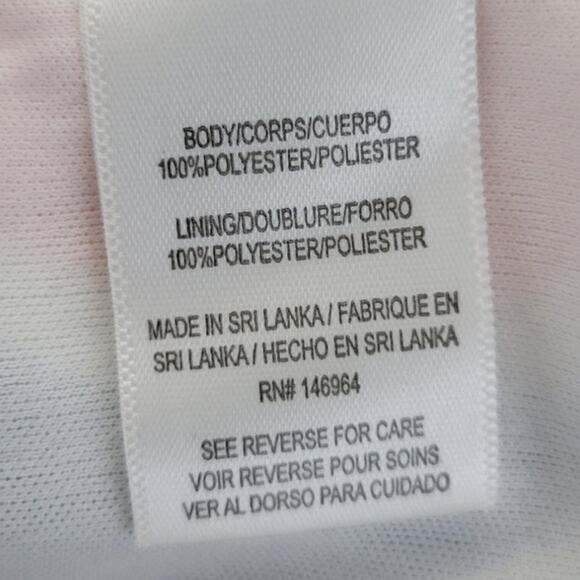 BODY/CORPS/CUERPO
100%POLYESTER/POLIESTER
LINING/DOUBLURE/FORRO
100%POLYESTER/POLIESTER
MADE IN SRI LANKA / FABRIQUE EN
SRI LANKA / HECHO EN SRI LANKA
RN# 146964
SEE REVERSE FOR CARE
VOIR REVERSE POUR SOINS
VER AL DORSO PARA CUIDADO